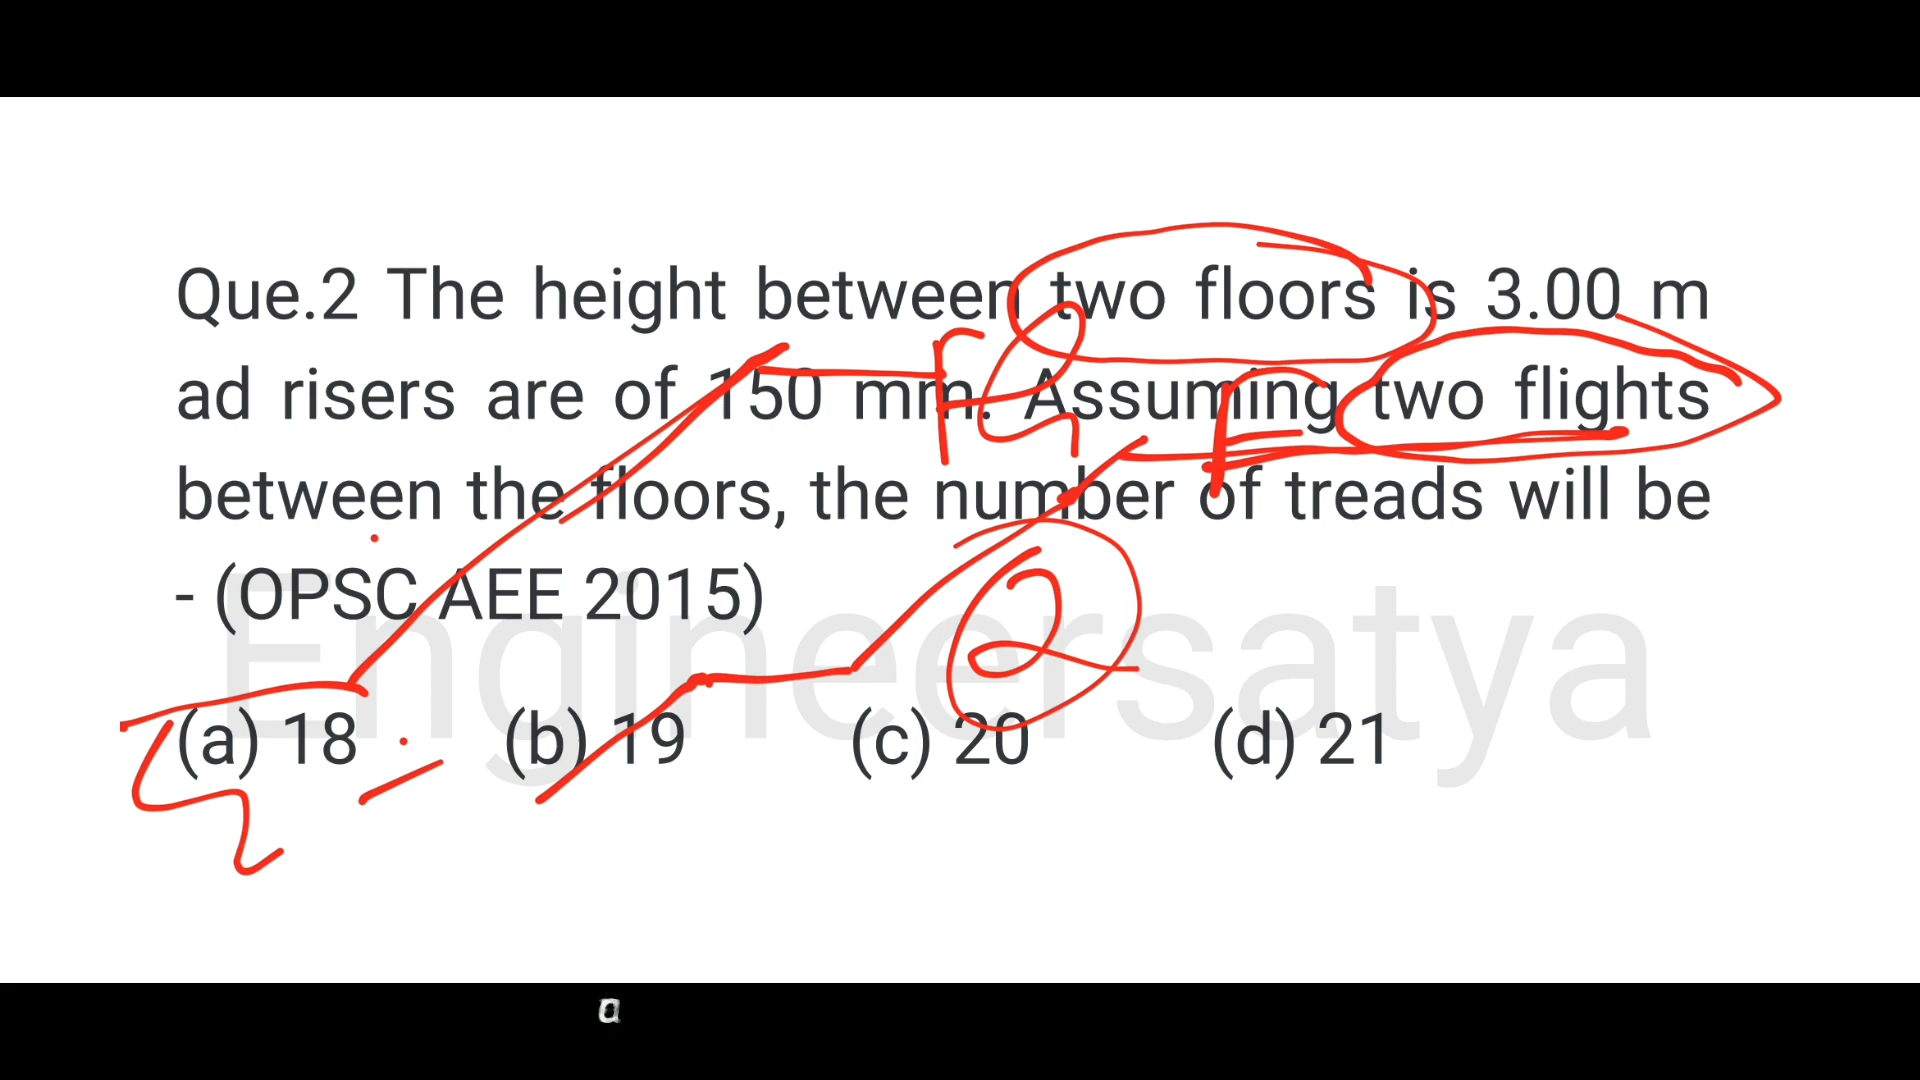 Que.2 The height between two floors is 3.00 m
ad risers are of 150 mm. Assuming two flights
between the floors, the number of treads will be
- (OPSC AEE 2015)
Engineersatya
(a) 18 (b) 19 (c) 20 (d) 21
2
a